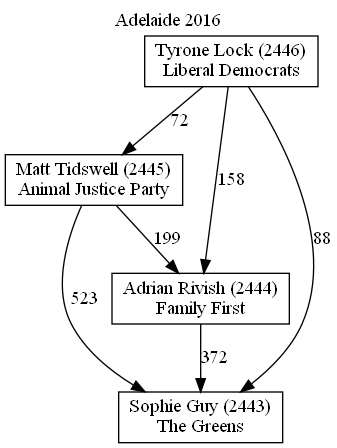 Adelaide 2016
Tyrone Lock (2446)
Liberal Democrats
72
Matt Tidswell (2445)
Animal Justice Party
158
199
88
Adrian Rivish (2444)
Family First
523
372
Sophie Guy (2443)
The Greens